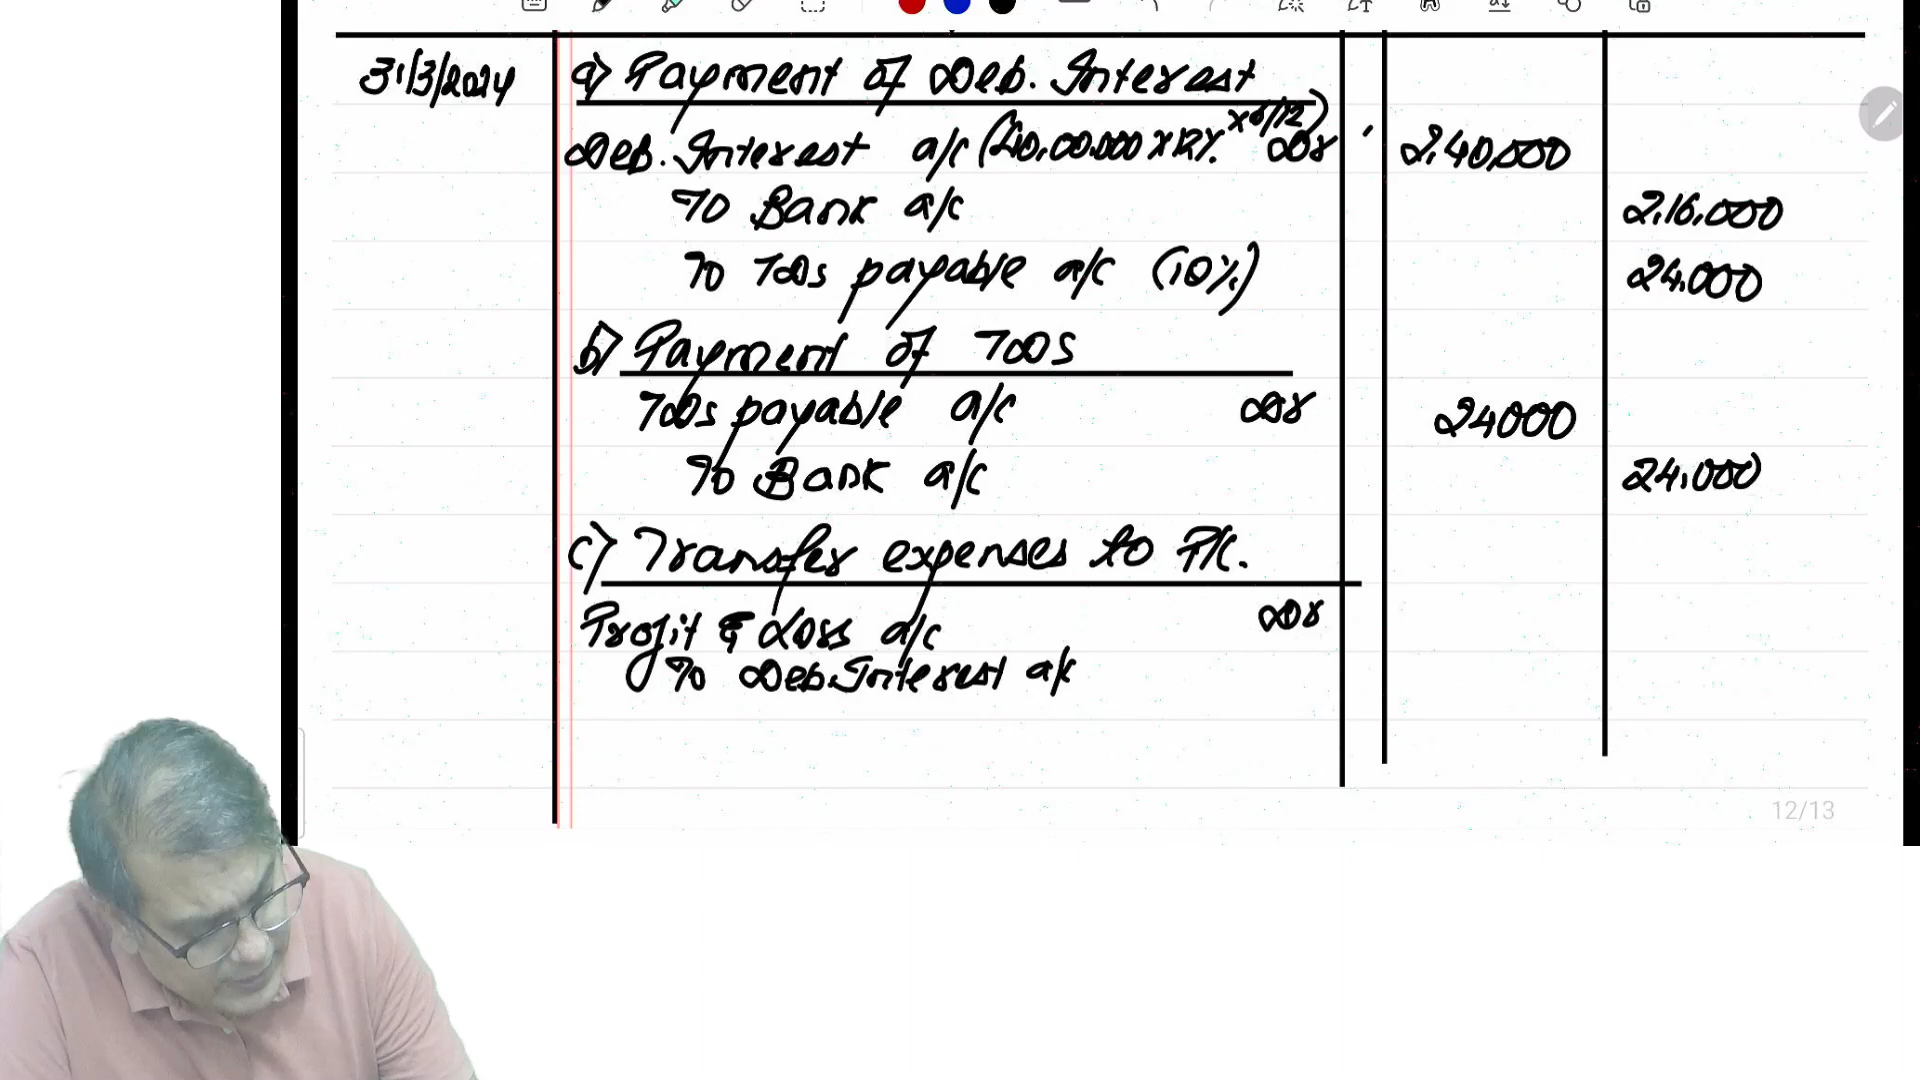 31/3/2024 a) Payment of Deb. Interest
Deb. Interest a/c (40,00,000 x 12% x 6/12) Dr 2,40,000
To Bank a/c 2,16,000
To TDS payable a/c (10%) 24,000
b) Payment of TDS
TDS payable a/c Dr 24000
To Bank a/c 24,000
c) Transfer expenses to P/L.
Profit & Loss a/c Dr
To Deb. Interest a/c
12/13